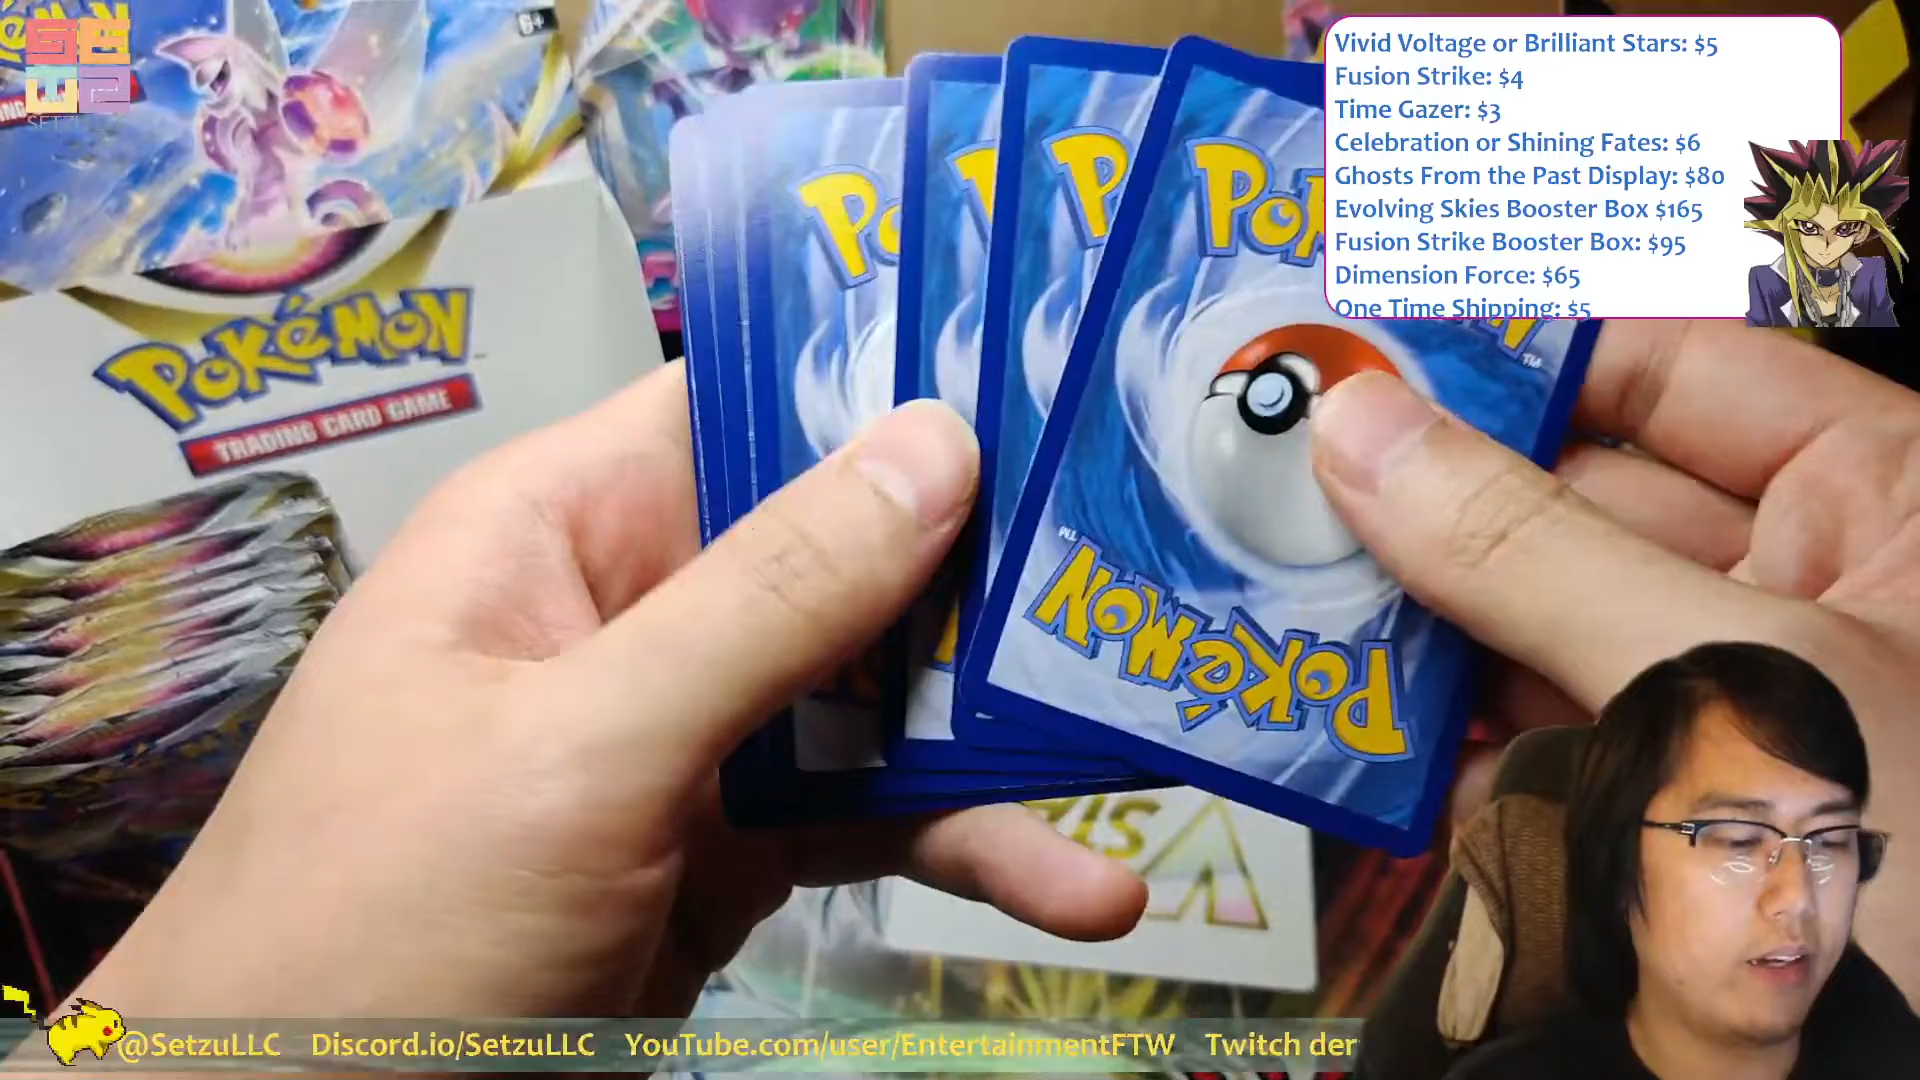 Vivid Voltage or Brilliant Stars: $5
Fusion Strike: $4
Time Gazer: $3
Celebration or Shining Fates: $6
Ghosts From the Past Display: $80
Evolving Skies Booster Box $165
Fusion Strike Booster Box: $95
Dimension Force: $65
One Time Shipping: $5
6+
POKéMON
TRADING CARD GAME
POKéMON
@SetzuLLC Discord.io/SetzuLLC YouTube.com/user/EntertainmentFTW Twitch der